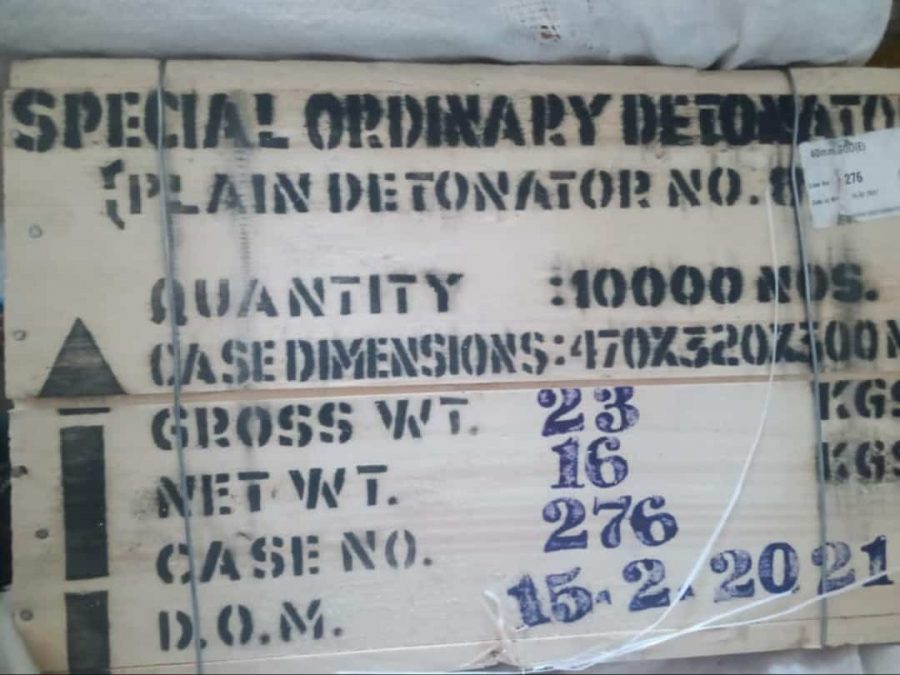 SPECIAL ORDINARY DETONATO
(PLAIN DETONATOR NO. 8
276
QUANTITY :10000 NOS.
CASE DIMENSIONS:470X320X300 M
GROSS WT. 23 KGS
NET WT. 16 KGS
CASE NO. 276
D.O.M. 15-2-2021